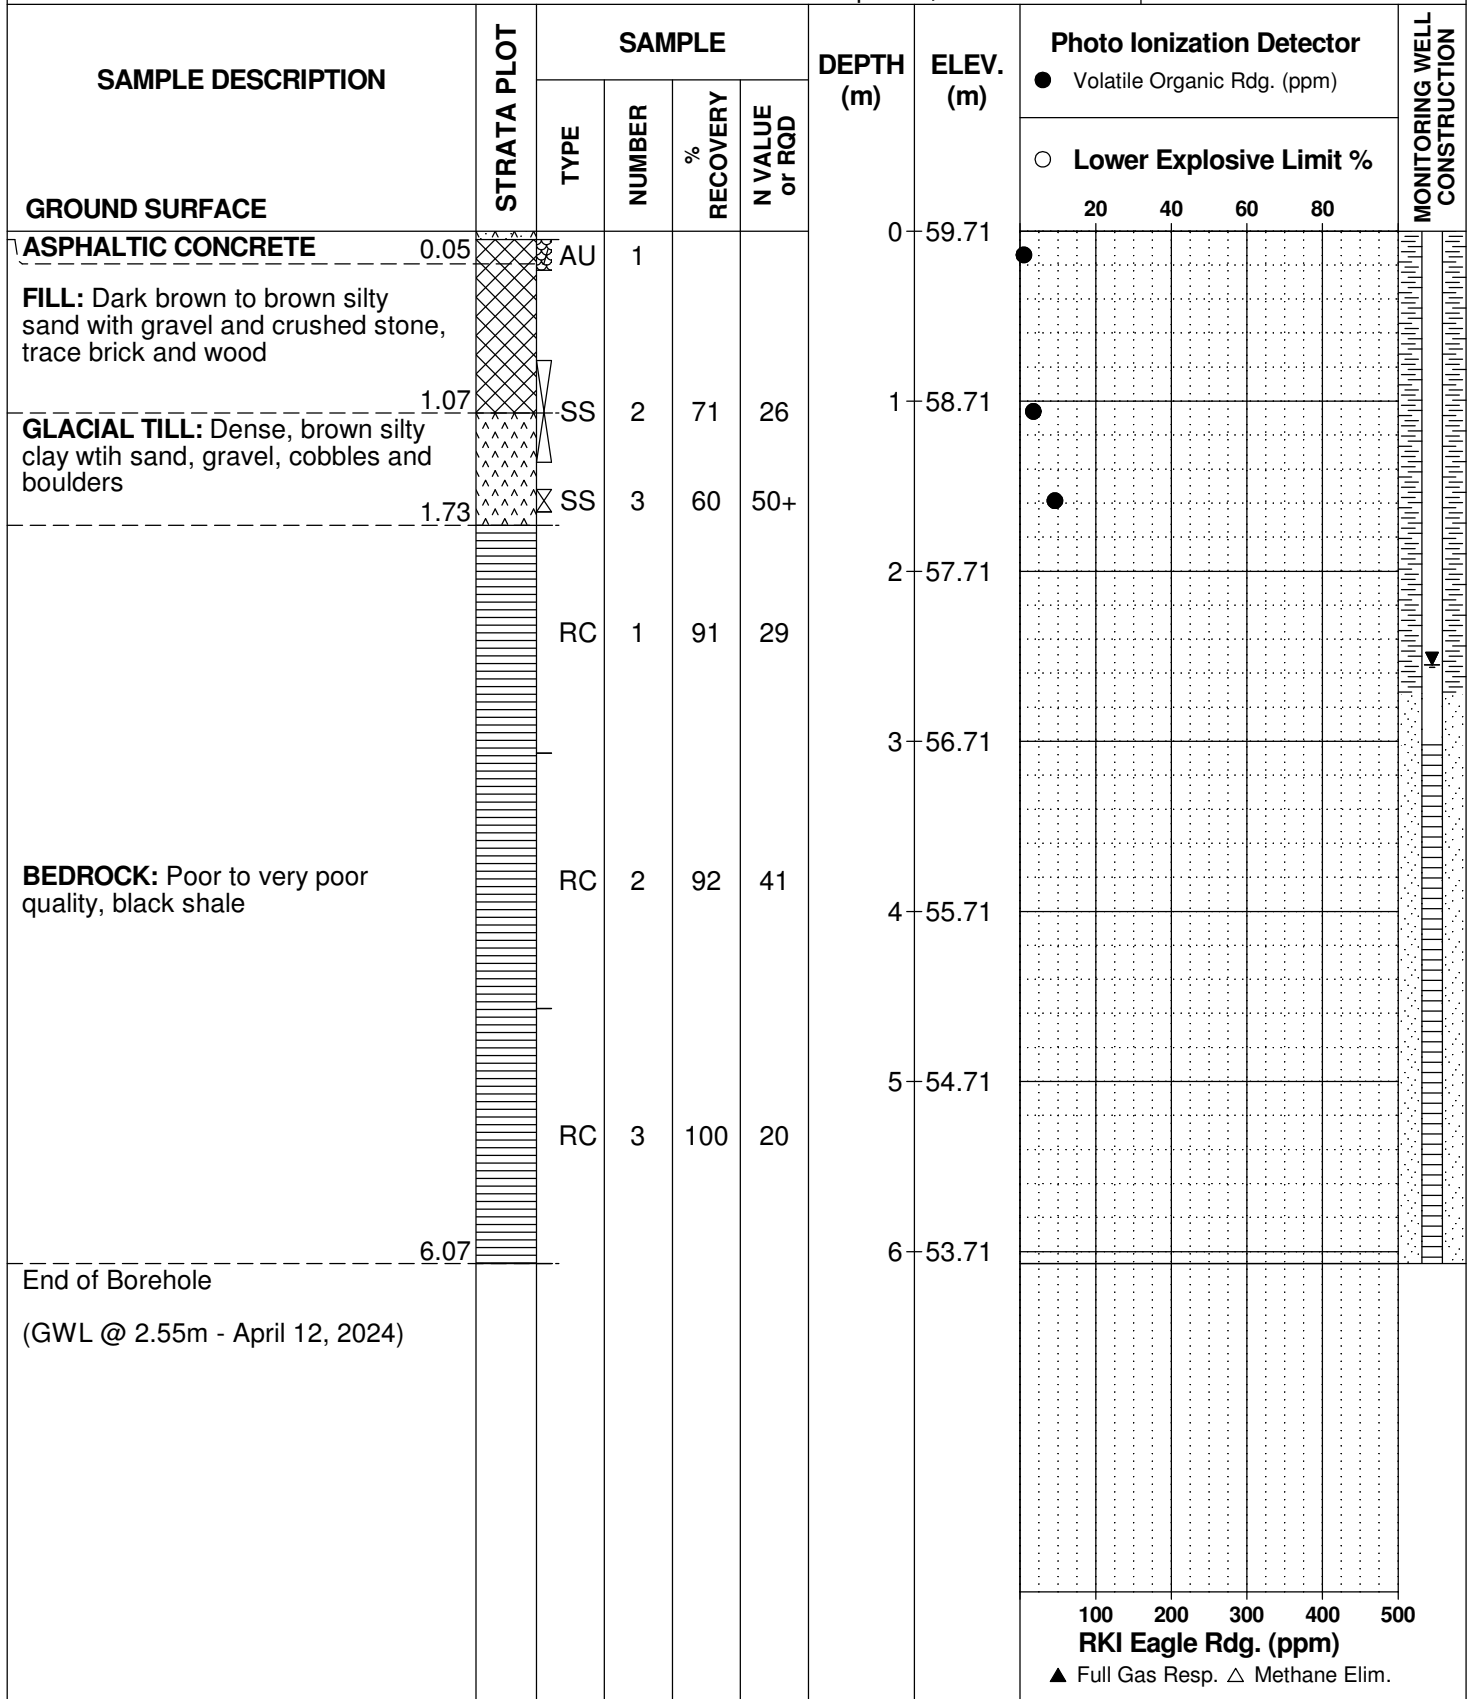 SAMPLE DESCRIPTION
GROUND SURFACE
STRATA PLOT
SAMPLE
TYPE
NUMBER
%
RECOVERY
N VALUE
or RQD
DEPTH
(m)
ELEV.
(m)
Photo Ionization Detector
● Volatile Organic Rdg. (ppm)
○ Lower Explosive Limit %
20 40 60 80
MONITORING WELL
CONSTRUCTION
0 59.71
ASPHALTIC CONCRETE 0.05
AU 1
FILL: Dark brown to brown silty
sand with gravel and crushed stone,
trace brick and wood
1.07
1 58.71
SS 2 71 26
GLACIAL TILL: Dense, brown silty
clay wtih sand, gravel, cobbles and
boulders
1.73
SS 3 60 50+
2 57.71
RC 1 91 29
3 56.71
BEDROCK: Poor to very poor
quality, black shale
RC 2 92 41
4 55.71
5 54.71
RC 3 100 20
6.07
6 53.71
End of Borehole
(GWL @ 2.55m - April 12, 2024)
100 200 300 400 500
RKI Eagle Rdg. (ppm)
▲ Full Gas Resp. △ Methane Elim.